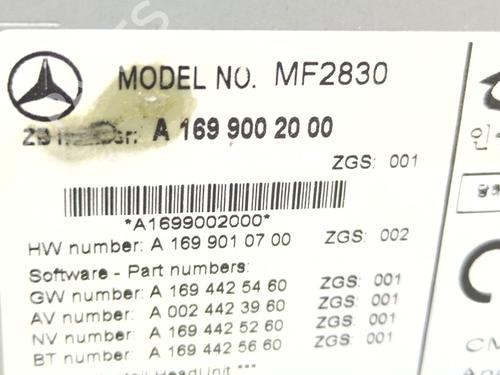 MODEL NO. MF2830
A 169 900 20 00
ZGS: 001
*A1699002000*
HW number: A 169 901 07 00 ZGS: 002
Software - Part numbers:
GW number: A 169 442 54 60 ZGS: 001
AV number: A 002 442 39 60 ZGS: 001
NV number: A 169 442 52 60 ZGS: 001
BT number: A 169 442 56 60 ZGS: 001
HeadUnit ***
인